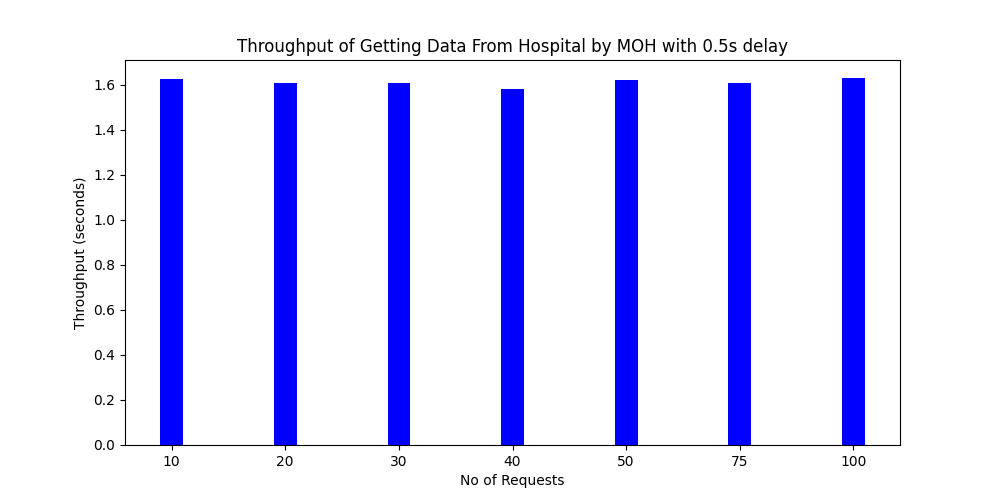 Throughput of Getting Data From Hospital by MOH with 0.5s delay
Throughput (seconds)
1.6
1.4
1.2
1.0
0.8
0.6
0.4
0.2
0.0
10 20 30 40 50 75 100
No of Requests